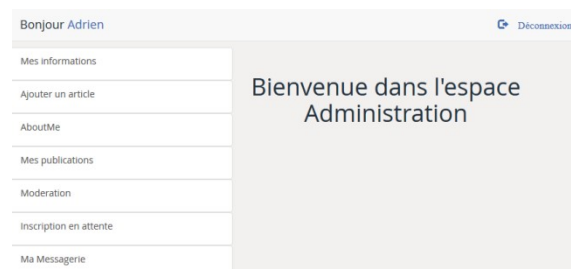 Bonjour Adrien
Déconnexion
Mes informations
Ajouter un article
AboutMe
Mes publications
Moderation
Inscription en attente
Ma Messagerie
Bienvenue dans l'espace
Administration